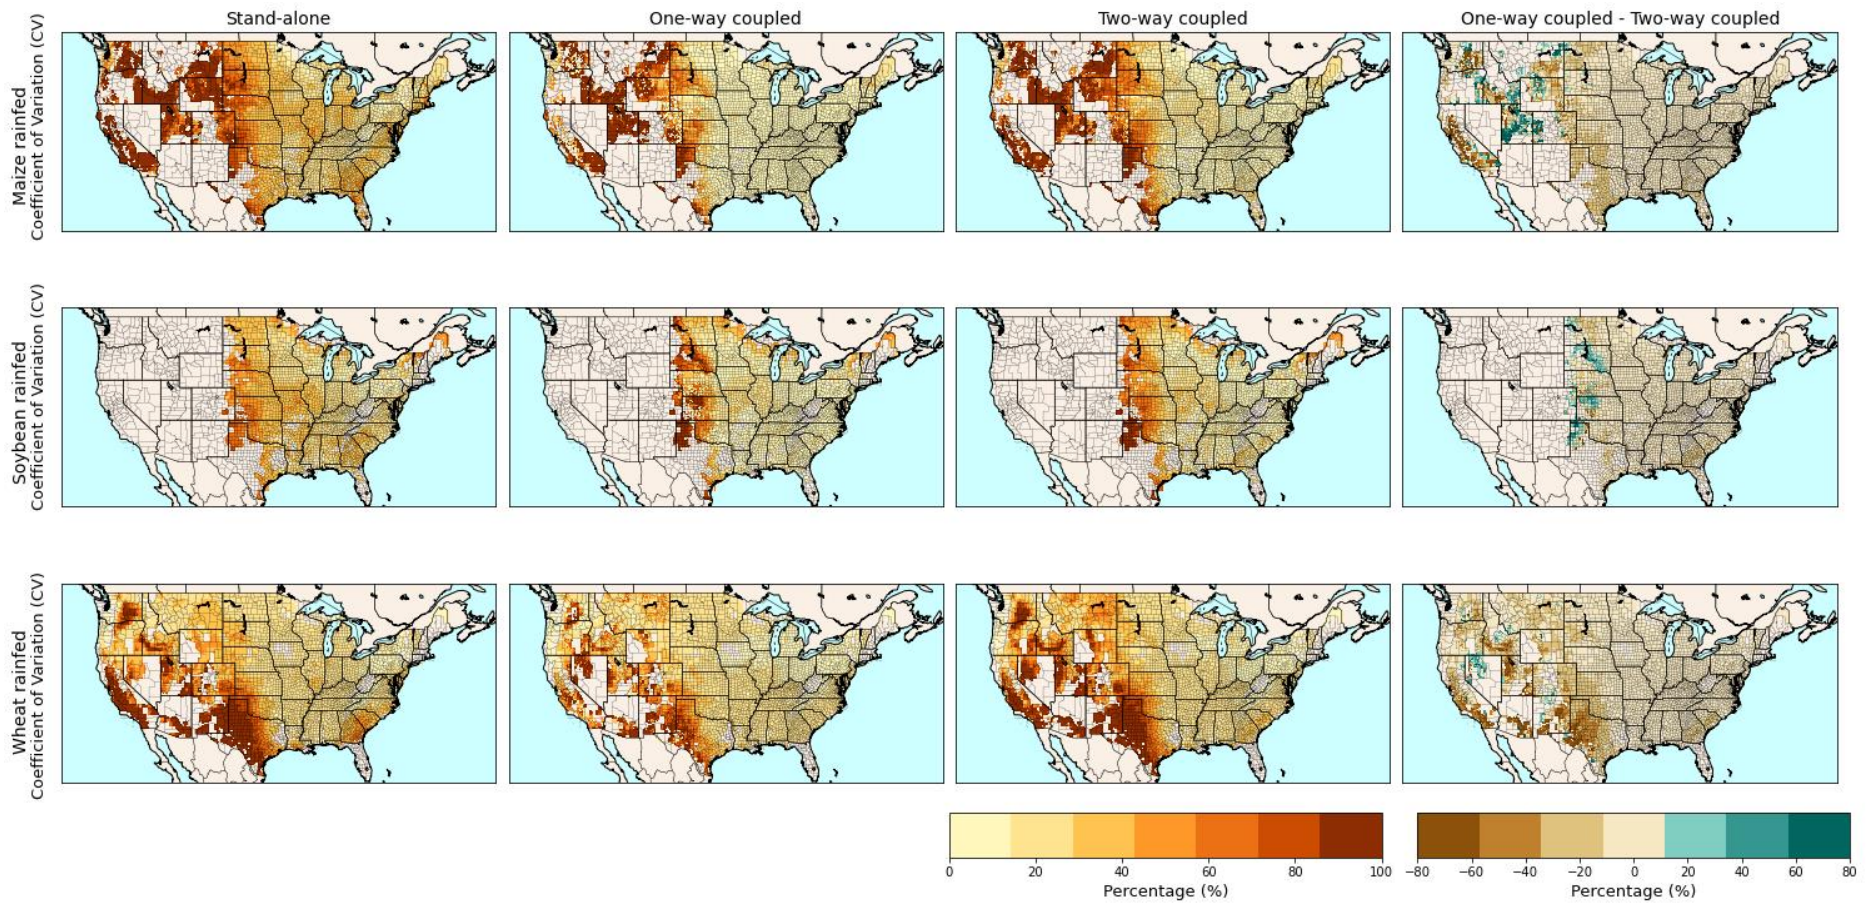 Stand-alone
One-way coupled
Two-way coupled
One-way coupled - Two-way coupled
Maize rainfed
Coefficient of Variation (CV)
Soybean rainfed
Coefficient of Variation (CV)
Wheat rainfed
Coefficient of Variation (CV)
0 20 40 60 80 100
Percentage (%)
−80 −60 −40 −20 0 20 40 60 80
Percentage (%)